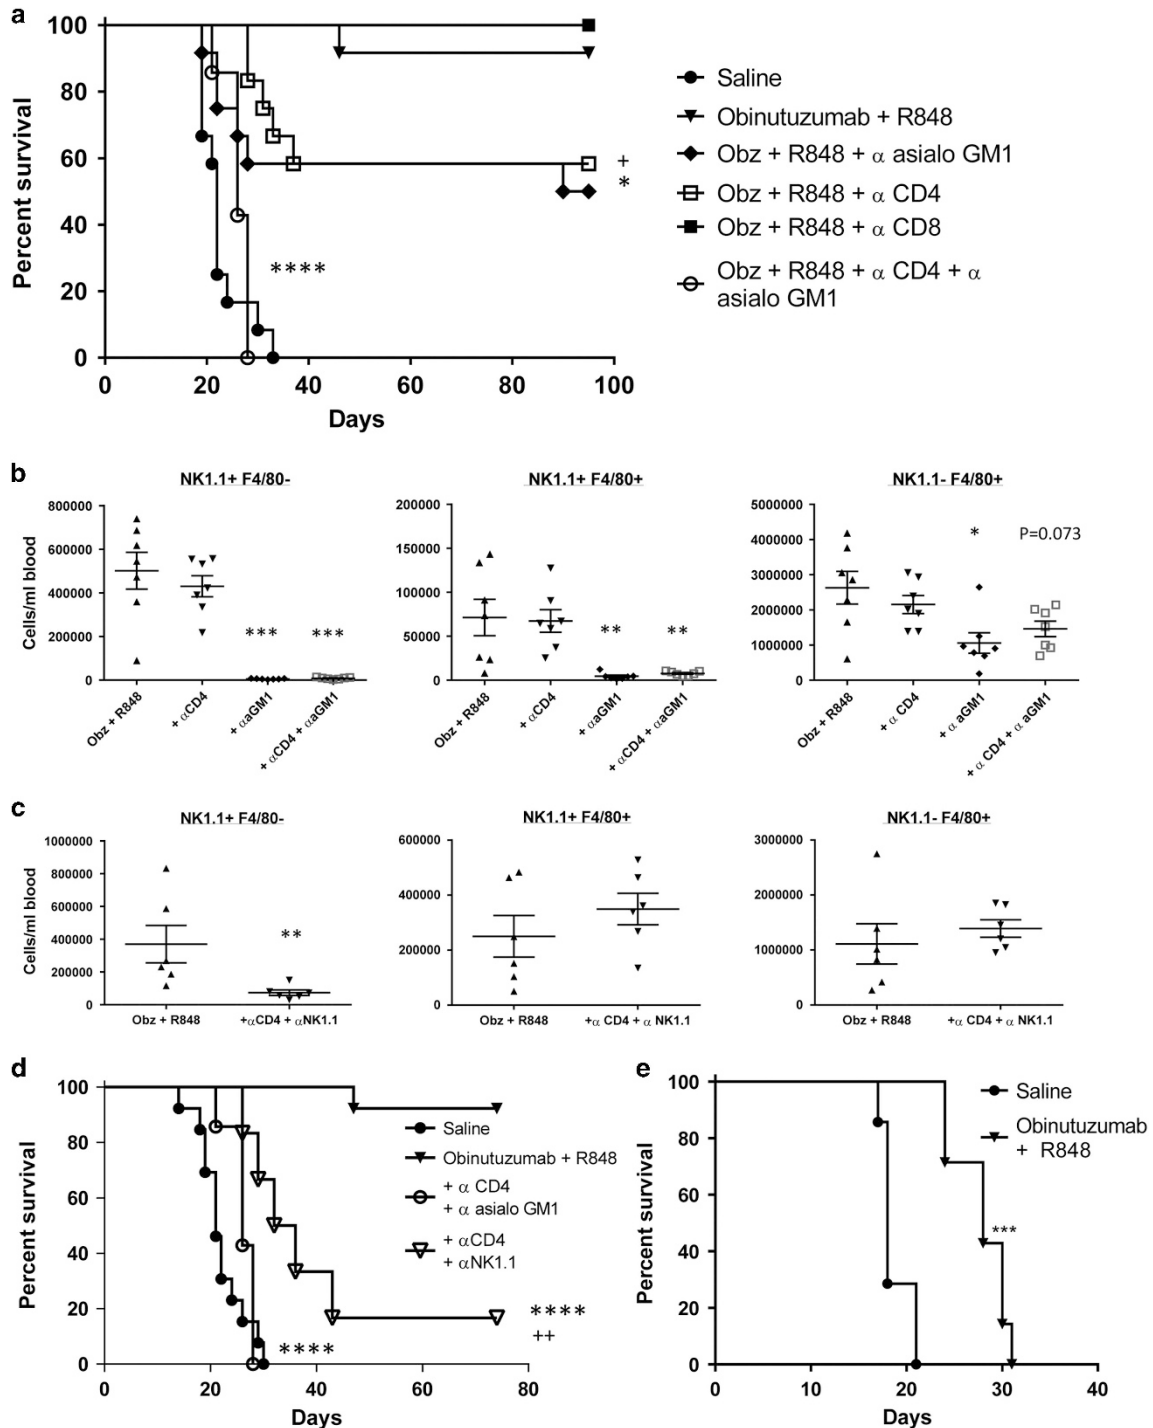 a
100
80
60
40
20
0
Percent survival
0 20 40 60 80 100
Days
+
*
****
Saline
Obinutuzumab + R848
Obz + R848 + α asialo GM1
Obz + R848 + α CD4
Obz + R848 + α CD8
Obz + R848 + α CD4 + α
asialo GM1
b
NK1.1+ F4/80-
800000
600000
400000
200000
0
Cells/ml blood
*** ***
Obz + R848
+ αCD4
+ αaGM1
+ αCD4 + αaGM1
NK1.1+ F4/80+
200000
150000
100000
50000
0
** **
Obz + R848
+ αCD4
+ αaGM1
+ αCD4 + αaGM1
NK1.1- F4/80+
5000000
4000000
3000000
2000000
1000000
0
* P=0.073
Obz + R848
+ α CD4
+ α aGM1
+ α CD4 + α aGM1
c
NK1.1+ F4/80-
1000000
800000
600000
400000
200000
0
Cells/ml blood
**
Obz + R848 +αCD4 + αNK1.1
NK1.1+ F4/80+
600000
400000
200000
0
Obz + R848 +α CD4 + α NK1.1
NK1.1- F4/80+
3000000
2000000
1000000
0
Obz + R848 +α CD4 + α NK1.1
d
100
80
60
40
20
0
Percent survival
0 20 40 60 80
Days
Saline
Obinutuzumab + R848
+ α CD4
+ α asialo GM1
+ αCD4
+ αNK1.1
****
++
****
e
100
80
60
40
20
0
Percent survival
0 10 20 30 40
Days
Saline
Obinutuzumab
+ R848
***